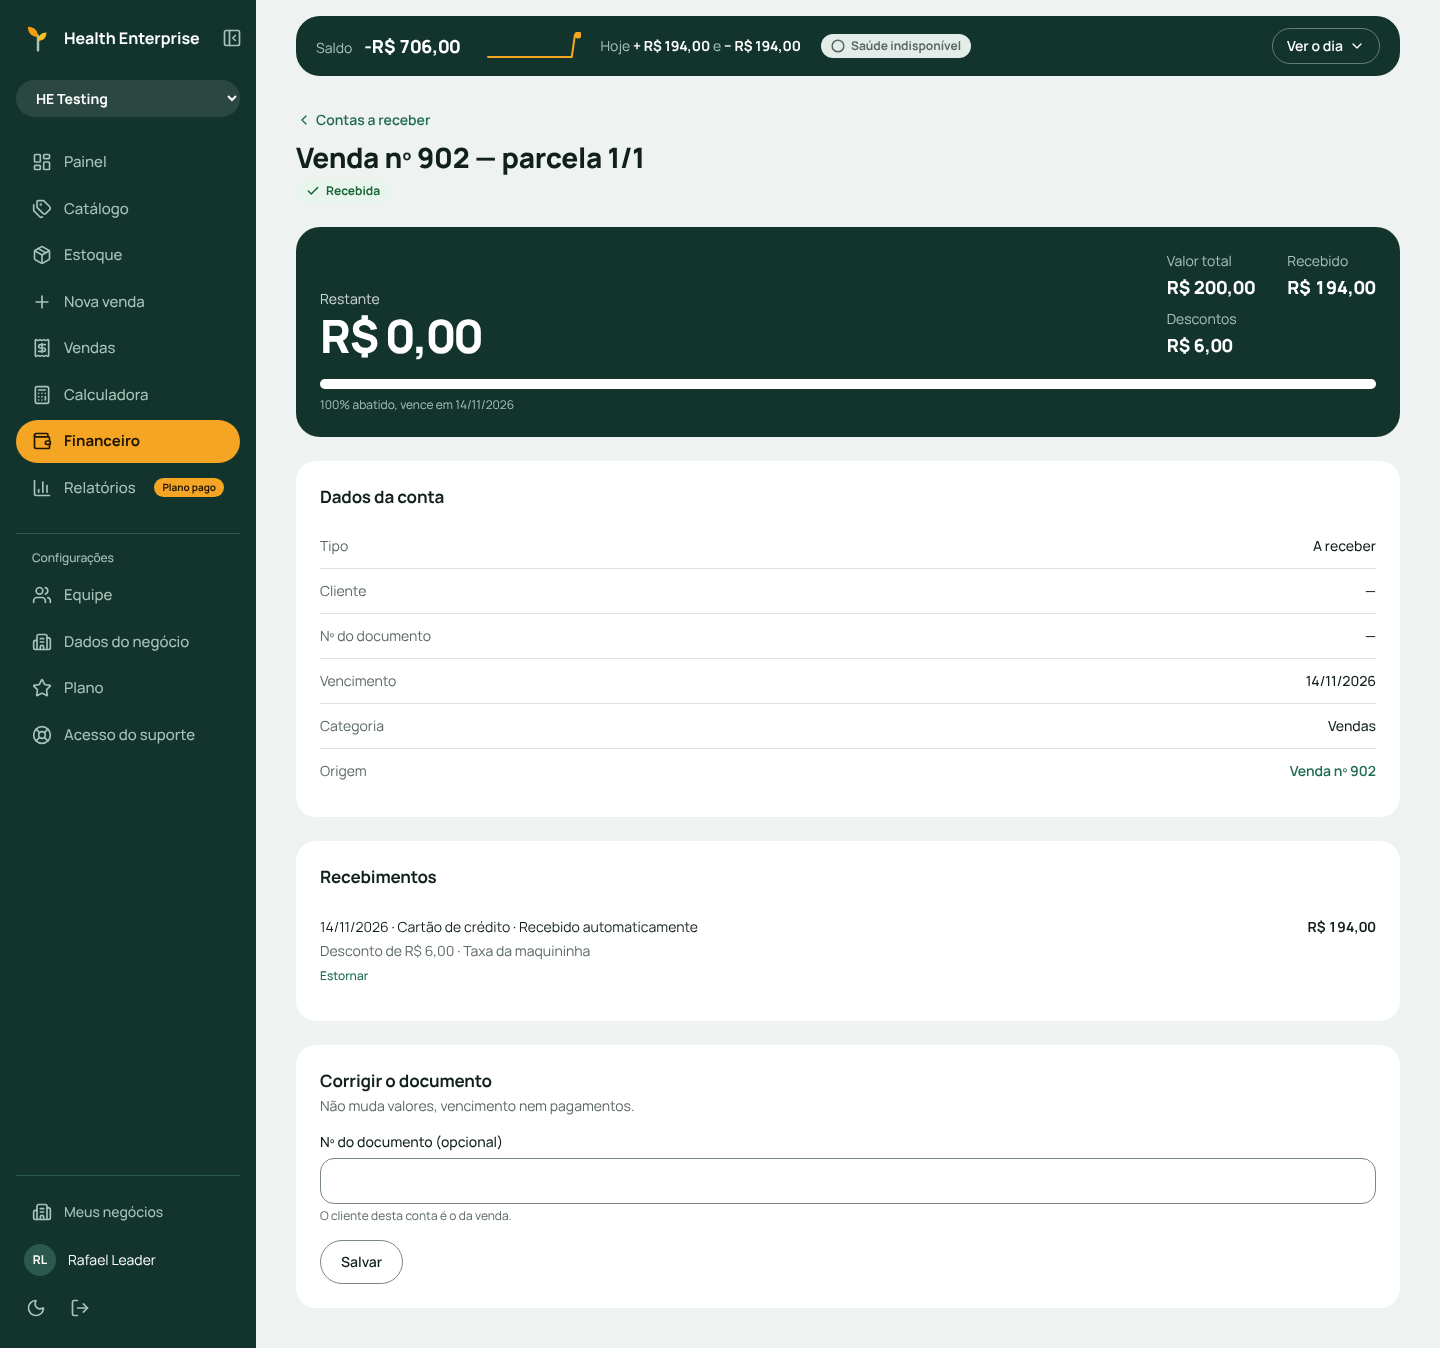 Health Enterprise
HE Testing
Painel
Catálogo
Estoque
Nova venda
Vendas
Calculadora
Financeiro
Relatórios Plano pago
Configurações
Equipe
Dados do negócio
Plano
Acesso do suporte
Meus negócios
RL Rafael Leader
Saldo -R$ 706,00 Hoje + R$ 194,00 e − R$ 194,00 Saúde indisponível Ver o dia
Contas a receber
Venda nº 902 — parcela 1/1
Recebida
Restante
R$ 0,00
Valor total Recebido
R$ 200,00 R$ 194,00
Descontos
R$ 6,00
100% abatido, vence em 14/11/2026
Dados da conta
Tipo A receber
Cliente —
Nº do documento —
Vencimento 14/11/2026
Categoria Vendas
Origem Venda nº 902
Recebimentos
14/11/2026 · Cartão de crédito · Recebido automaticamente R$ 194,00
Desconto de R$ 6,00 · Taxa da maquininha
Estornar
Corrigir o documento
Não muda valores, vencimento nem pagamentos.
Nº do documento (opcional)
O cliente desta conta é o da venda.
Salvar